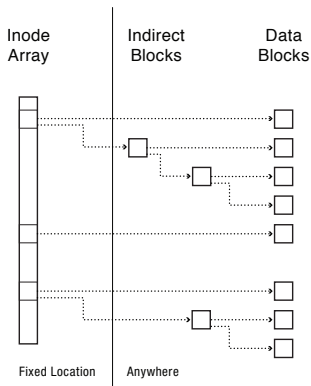 Inode
Array
Indirect
Blocks
Data
Blocks
Fixed Location
Anywhere